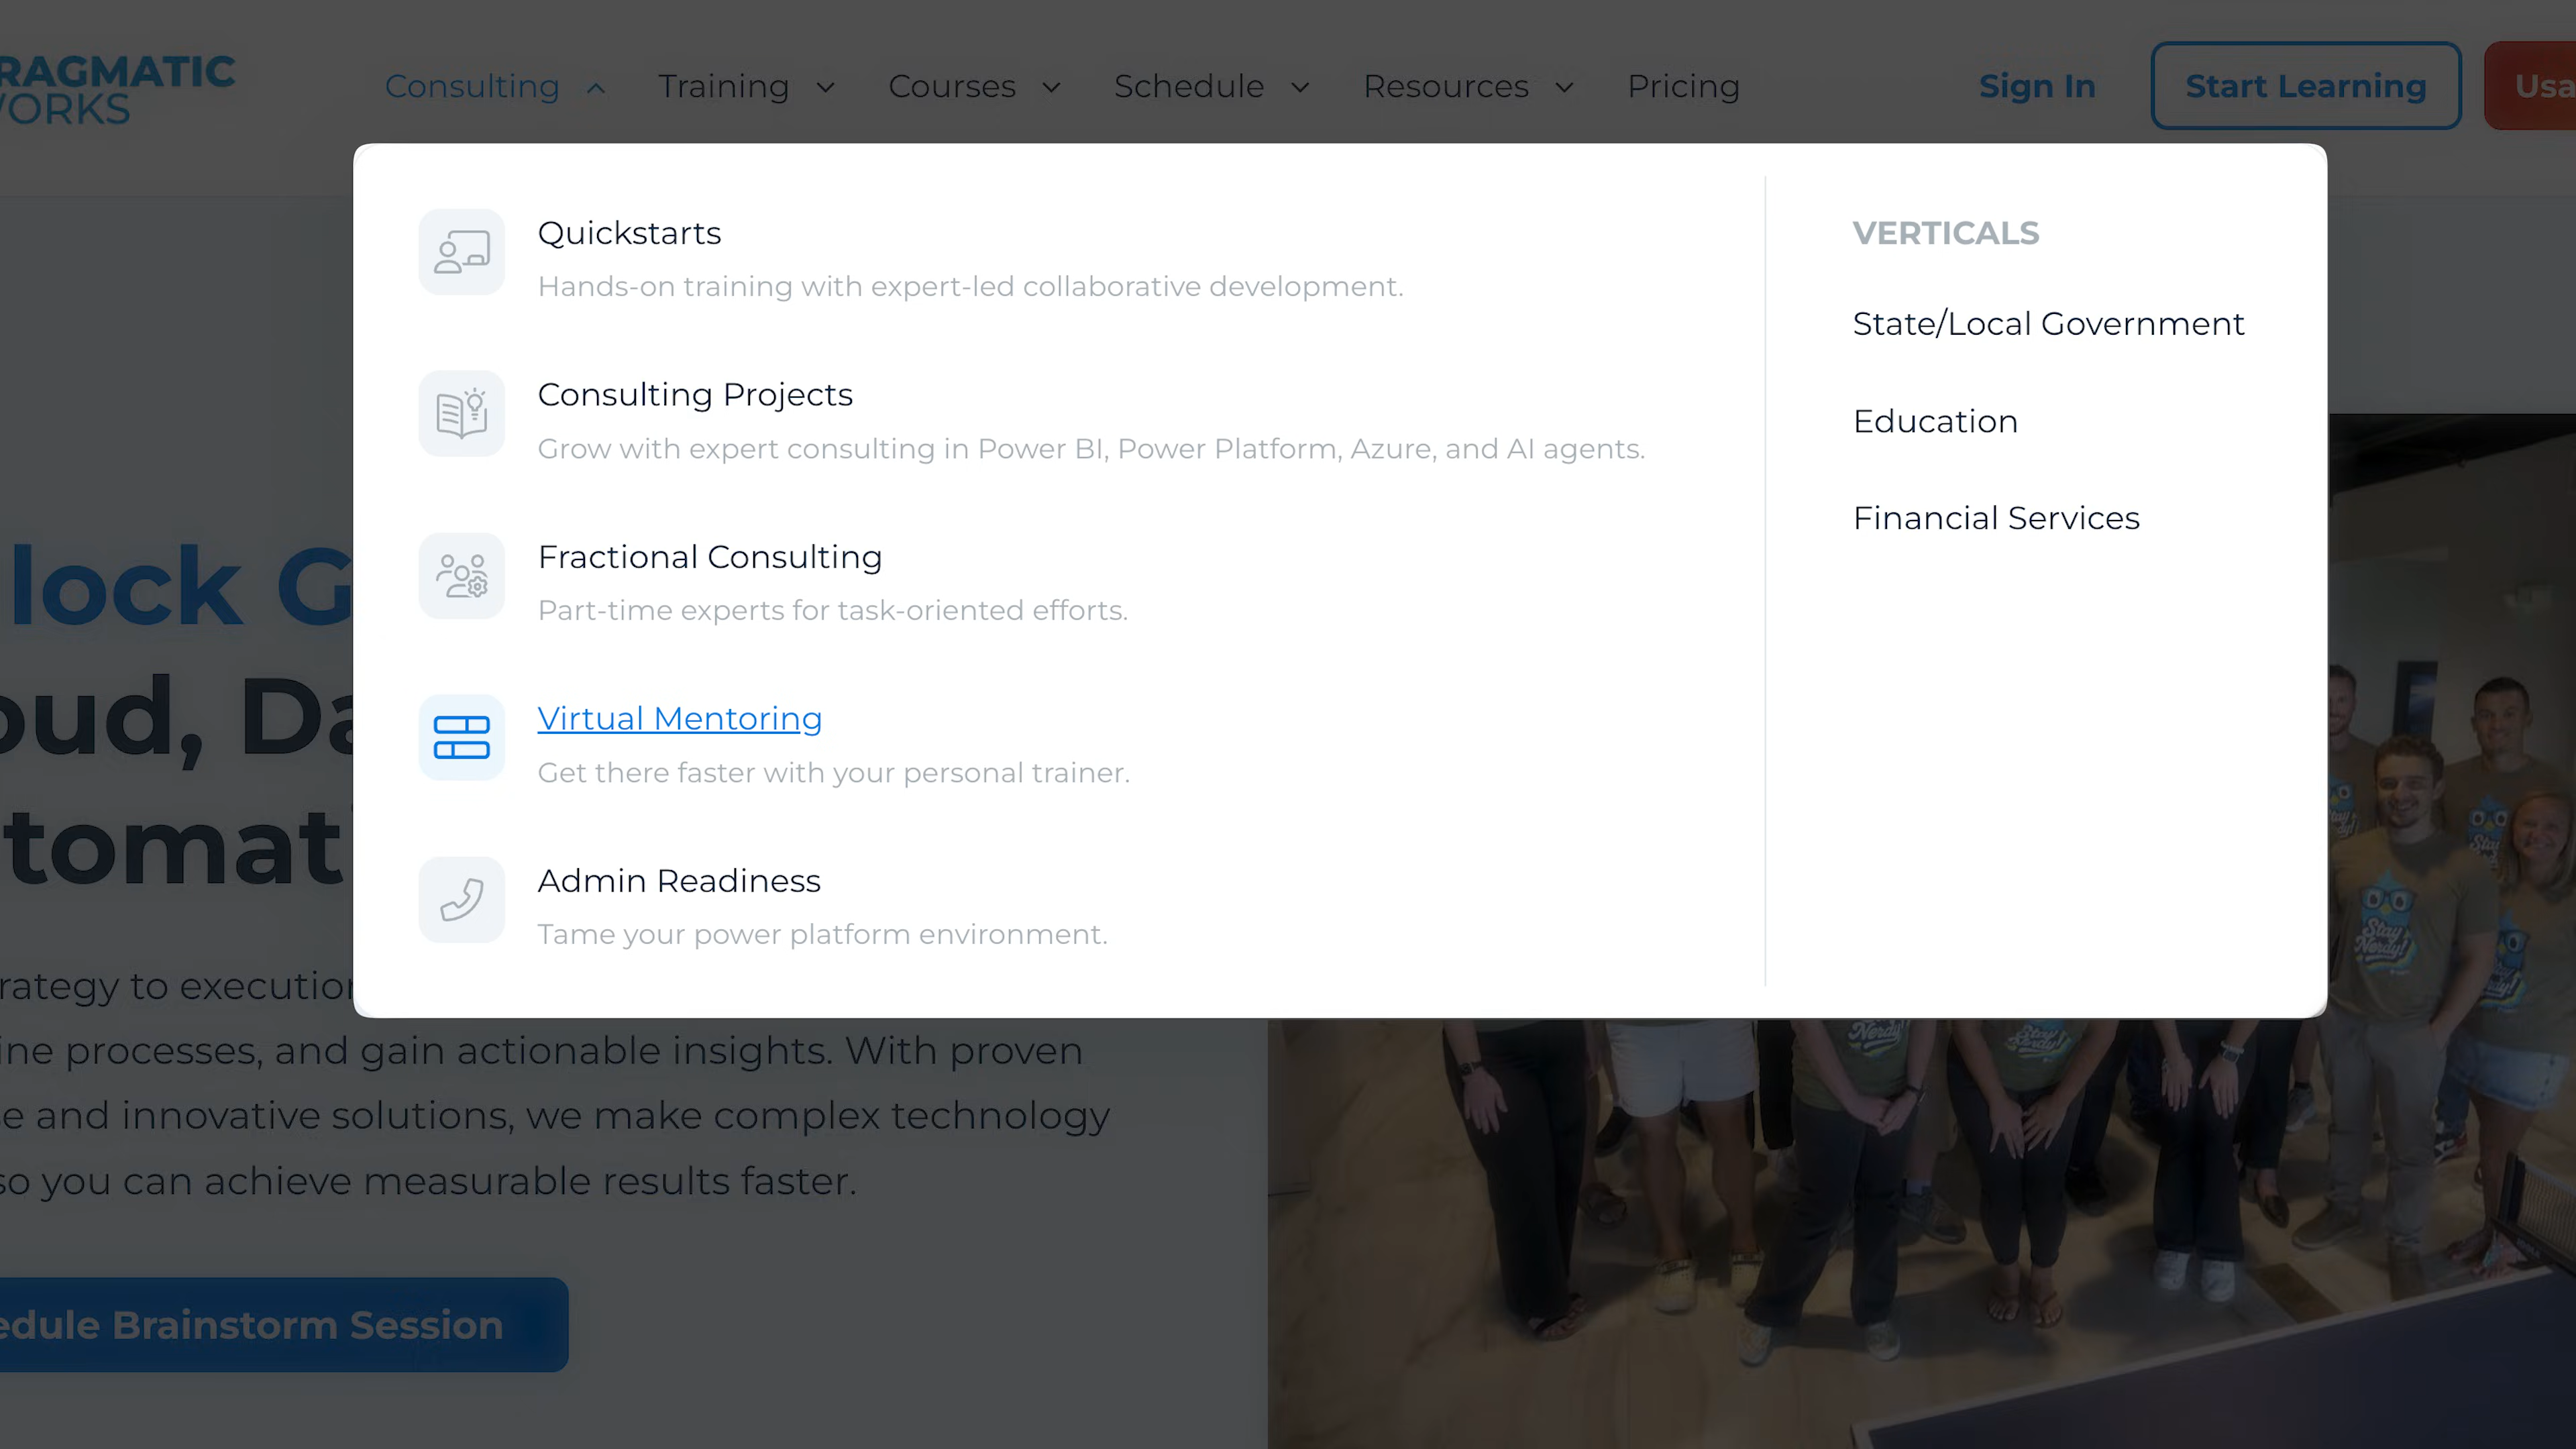 RAGMATIC
WORKS
Consulting
Training
Courses
Schedule
Resources
Pricing
Sign In
Start Learning
Usa
Quickstarts
Hands-on training with expert-led collaborative development.
Consulting Projects
Grow with expert consulting in Power BI, Power Platform, Azure, and AI agents.
Fractional Consulting
Part-time experts for task-oriented efforts.
Virtual Mentoring
Get there faster with your personal trainer.
Admin Readiness
Tame your power platform environment.
VERTICALS
State/Local Government
Education
Financial Services
lock G
oud, Da
tomat
rategy to execution
ine processes, and gain actionable insights. With proven
e and innovative solutions, we make complex technology
so you can achieve measurable results faster.
edule Brainstorm Session
Stay
Nerdy!